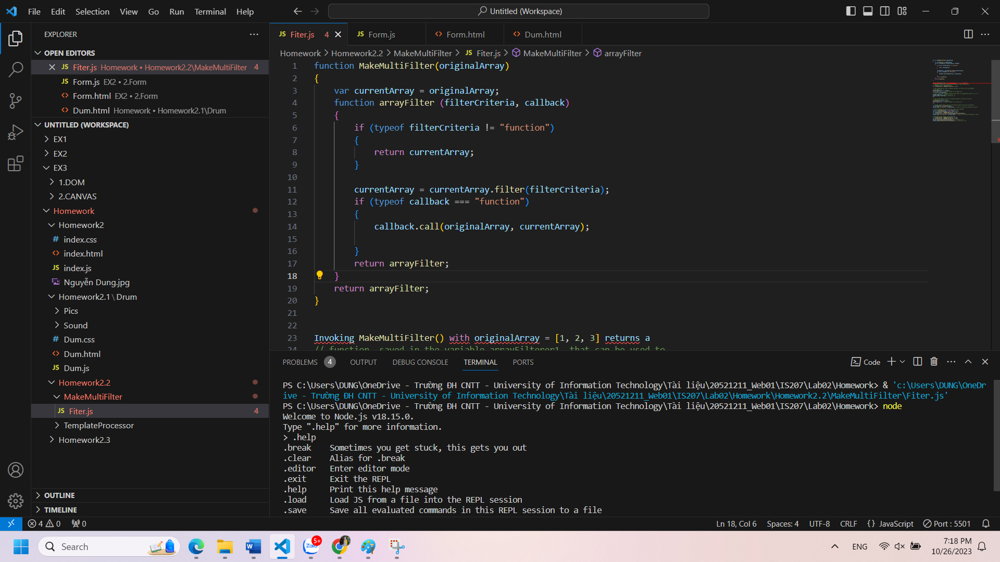 File Edit Selection View Go Run Terminal Help
Untitled (Workspace)
EXPLORER
OPEN EDITORS
JS Fiter.js Homework • Homework2.2\MakeMultiFilter 4
JS Form.js EX2 • 2.Form
Form.html EX2 • 2.Form
Dum.html Homework • Homework2.1\Drum
UNTITLED (WORKSPACE)
EX1
EX2
EX3
1.DOM
2.CANVAS
Homework
Homework2
# index.css
index.html
JS index.js
Nguyễn Dung.jpg
Homework2.1\Drum
Pics
Sound
# Dum.css
Dum.html
JS Dum.js
Homework2.2
MakeMultiFilter
JS Fiter.js 4
TemplateProcessor
Homework2.3
OUTLINE
TIMELINE
JS Fiter.js 4
JS Form.js
Form.html
Dum.html
Homework > Homework2.2 > MakeMultiFilter > JS Fiter.js > MakeMultiFilter > arrayFilter
1 function MakeMultiFilter(originalArray)
2 {
3 var currentArray = originalArray;
4 function arrayFilter (filterCriteria, callback)
5 {
6 if (typeof filterCriteria != "function")
7 {
8 return currentArray;
9 }
10
11 currentArray = currentArray.filter(filterCriteria);
12 if (typeof callback === "function")
13 {
14 callback.call(originalArray, currentArray);
15
16 }
17 return arrayFilter;
18 }
19 return arrayFilter;
20 }
21
22
23 Invoking MakeMultiFilter() with originalArray = [1, 2, 3] returns a
24 // function, saved in the variable arrayFilterer1, that can be used to
PROBLEMS 4 OUTPUT DEBUG CONSOLE TERMINAL PORTS
Code
PS C:\Users\DUNG\OneDrive - Trường ĐH CNTT - University of Information Technology\Tài liệu\20521211_Web01\IS207\Lab02\Homework> & 'c:\Users\DUNG\OneDr
ive - Trường ĐH CNTT - University of Information Technology\Tài liệu\20521211_Web01\IS207\Lab02\Homework\Homework2.2\MakeMultiFilter\Fiter.js'
PS C:\Users\DUNG\OneDrive - Trường ĐH CNTT - University of Information Technology\Tài liệu\20521211_Web01\IS207\Lab02\Homework> node
Welcome to Node.js v18.15.0.
Type ".help" for more information.
> .help
.break Sometimes you get stuck, this gets you out
.clear Alias for .break
.editor Enter editor mode
.exit Exit the REPL
.help Print this help message
.load Load JS from a file into the REPL session
.save Save all evaluated commands in this REPL session to a file
4 0 0
Ln 18, Col 6 Spaces: 4 UTF-8 CRLF {} JavaScript Port : 5501
Search
Zalo 5+
ENG
7:18 PM
10/26/2023